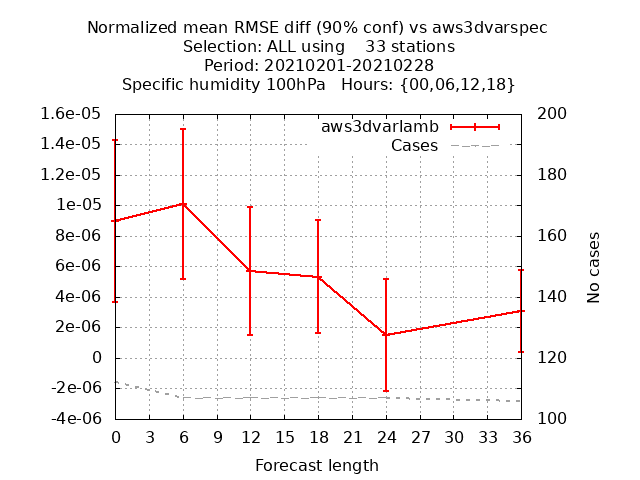 Normalized mean RMSE diff (90% conf) vs aws3dvarspec
Selection: ALL using    33 stations
Period: 20210201-20210228
Specific humidity 100hPa   Hours: {00,06,12,18}
1.6e-05
1.4e-05
1.2e-05
1e-05
8e-06
6e-06
4e-06
2e-06
0
-2e-06
-4e-06
aws3dvarlamb
Cases
200
180
160
140
120
100
No cases
0 3 6 9 12 15 18 21 24 27 30 33 36
Forecast length